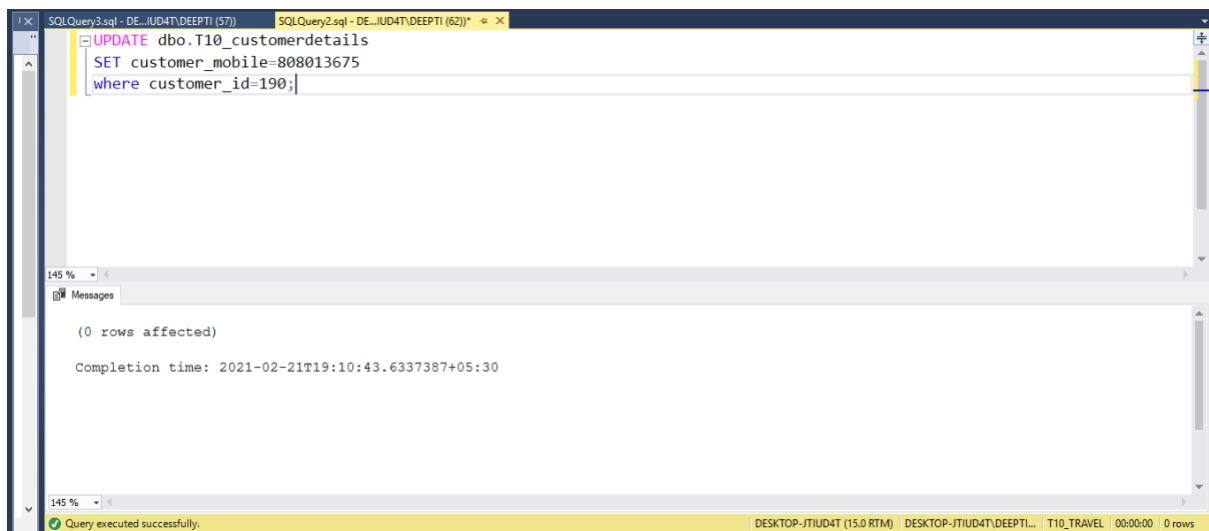 SQLQuery3.sql - DE...IUD4T\DEEPTI (57))
SQLQuery2.sql - DE...IUD4T\DEEPTI (62))*
UPDATE dbo.T10_customerdetails
SET customer_mobile=808013675
where customer_id=190;
145 %
Messages
(0 rows affected)
Completion time: 2021-02-21T19:10:43.6337387+05:30
145 %
Query executed successfully.
DESKTOP-JTIUD4T (15.0 RTM) DESKTOP-JTIUD4T\DEEPTI... T10_TRAVEL 00:00:00 0 rows